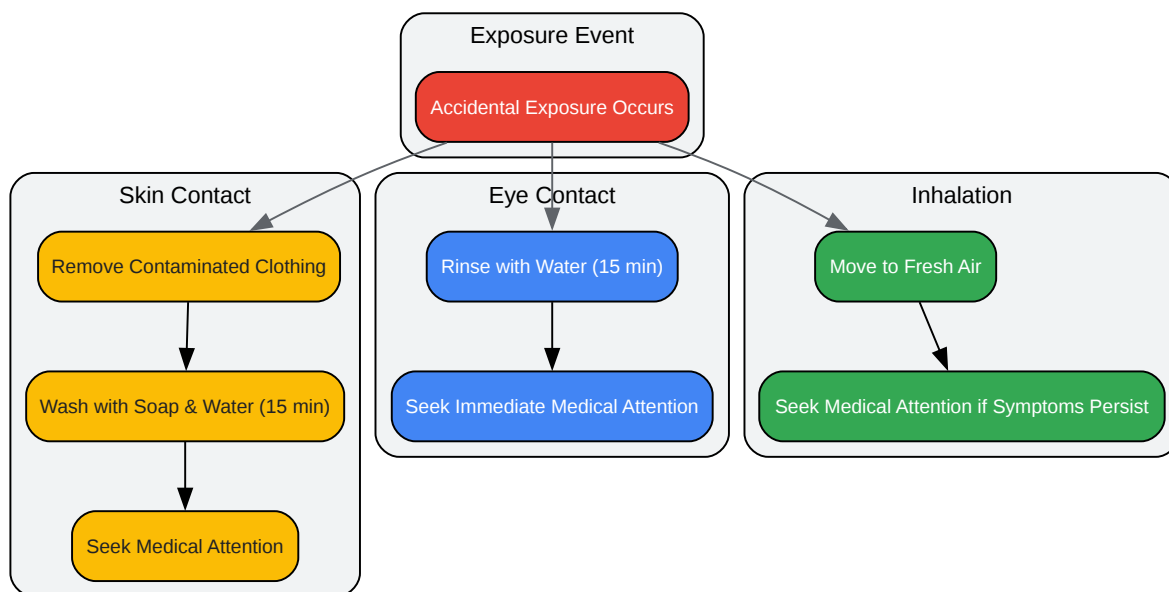 Exposure Event
Accidental Exposure Occurs
Skin Contact
Remove Contaminated Clothing
Wash with Soap & Water (15 min)
Seek Medical Attention
Eye Contact
Rinse with Water (15 min)
Seek Immediate Medical Attention
Inhalation
Move to Fresh Air
Seek Medical Attention if Symptoms Persist